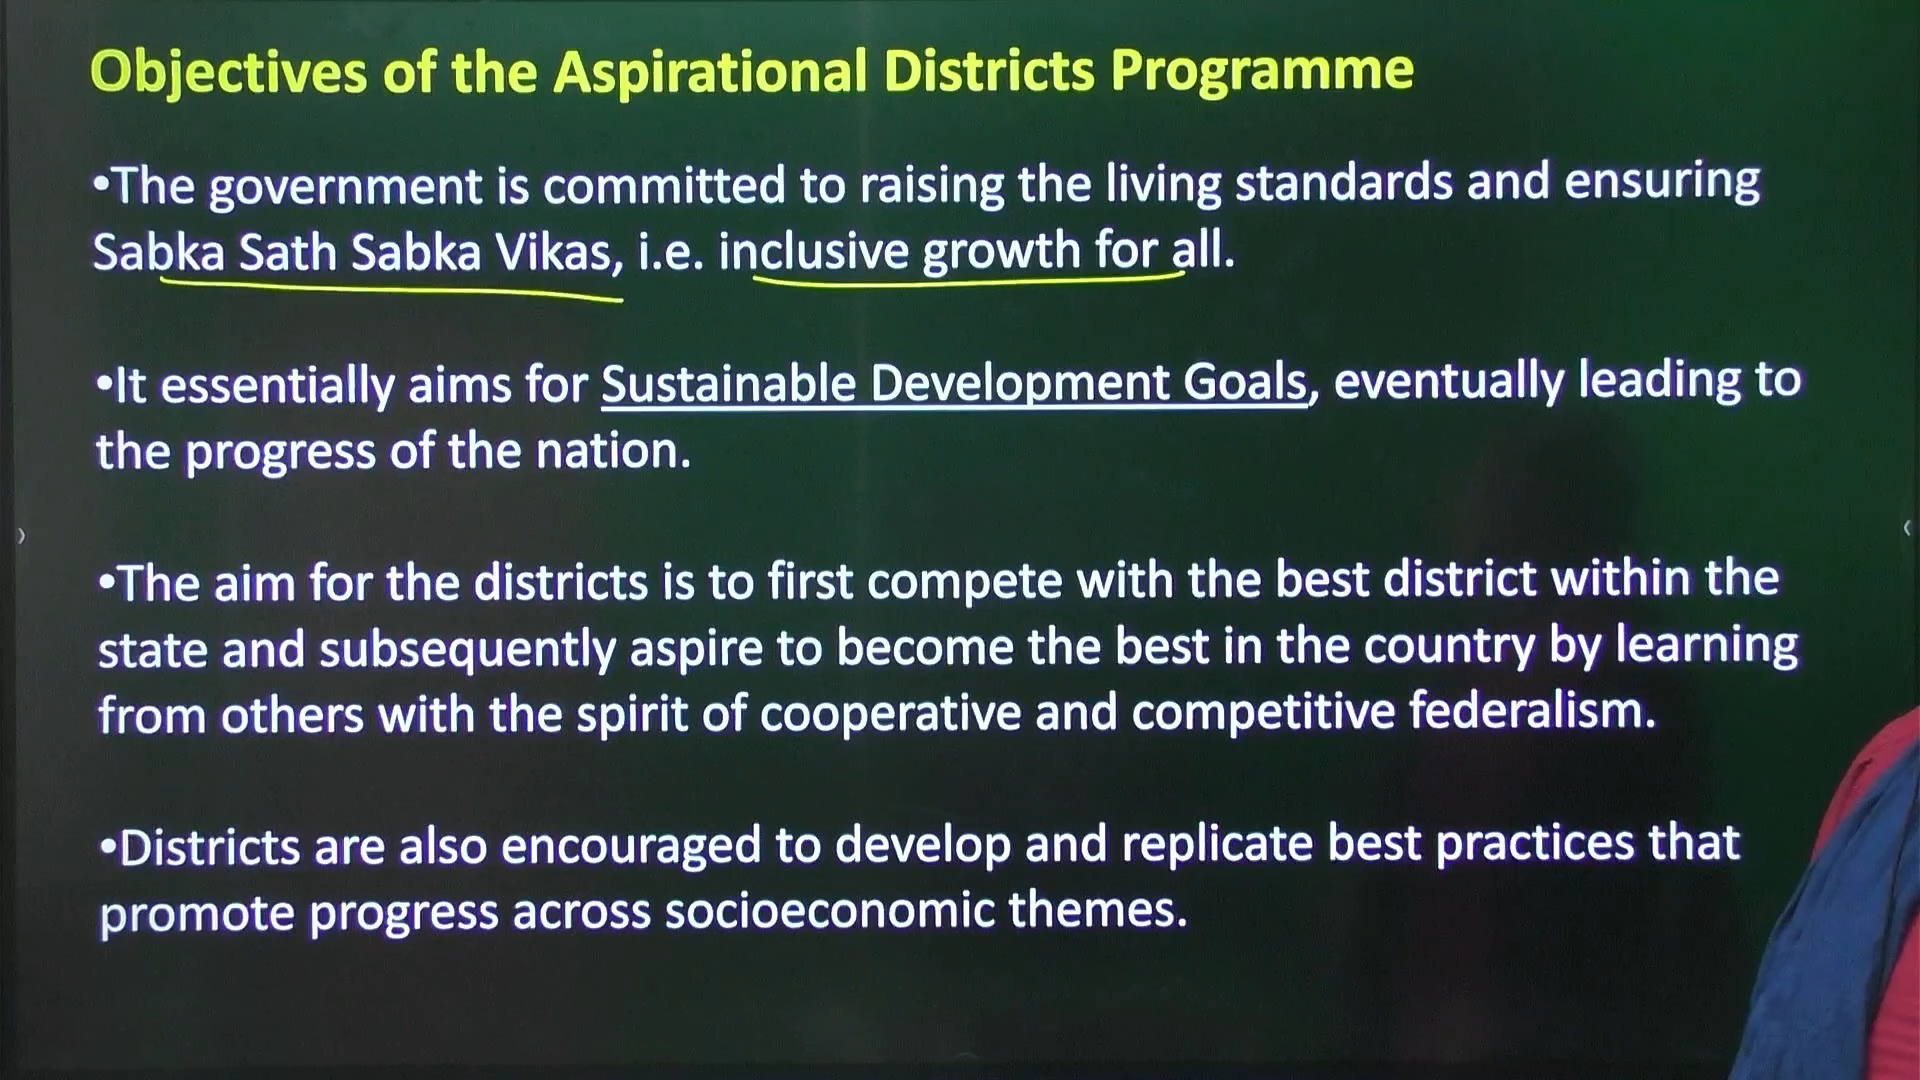 Objectives of the Aspirational Districts Programme
•The government is committed to raising the living standards and ensuring
Sabka Sath Sabka Vikas, i.e. inclusive growth for all.
•It essentially aims for Sustainable Development Goals, eventually leading to
the progress of the nation.
•The aim for the districts is to first compete with the best district within the
state and subsequently aspire to become the best in the country by learning
from others with the spirit of cooperative and competitive federalism.
•Districts are also encouraged to develop and replicate best practices that
promote progress across socioeconomic themes.